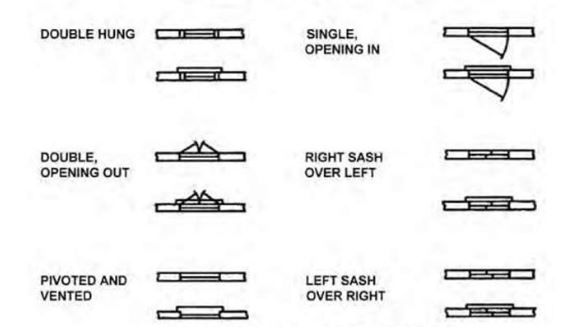 DOUBLE HUNG
SINGLE,
OPENING IN
DOUBLE,
OPENING OUT
RIGHT SASH
OVER LEFT
PIVOTED AND
VENTED
LEFT SASH
OVER RIGHT